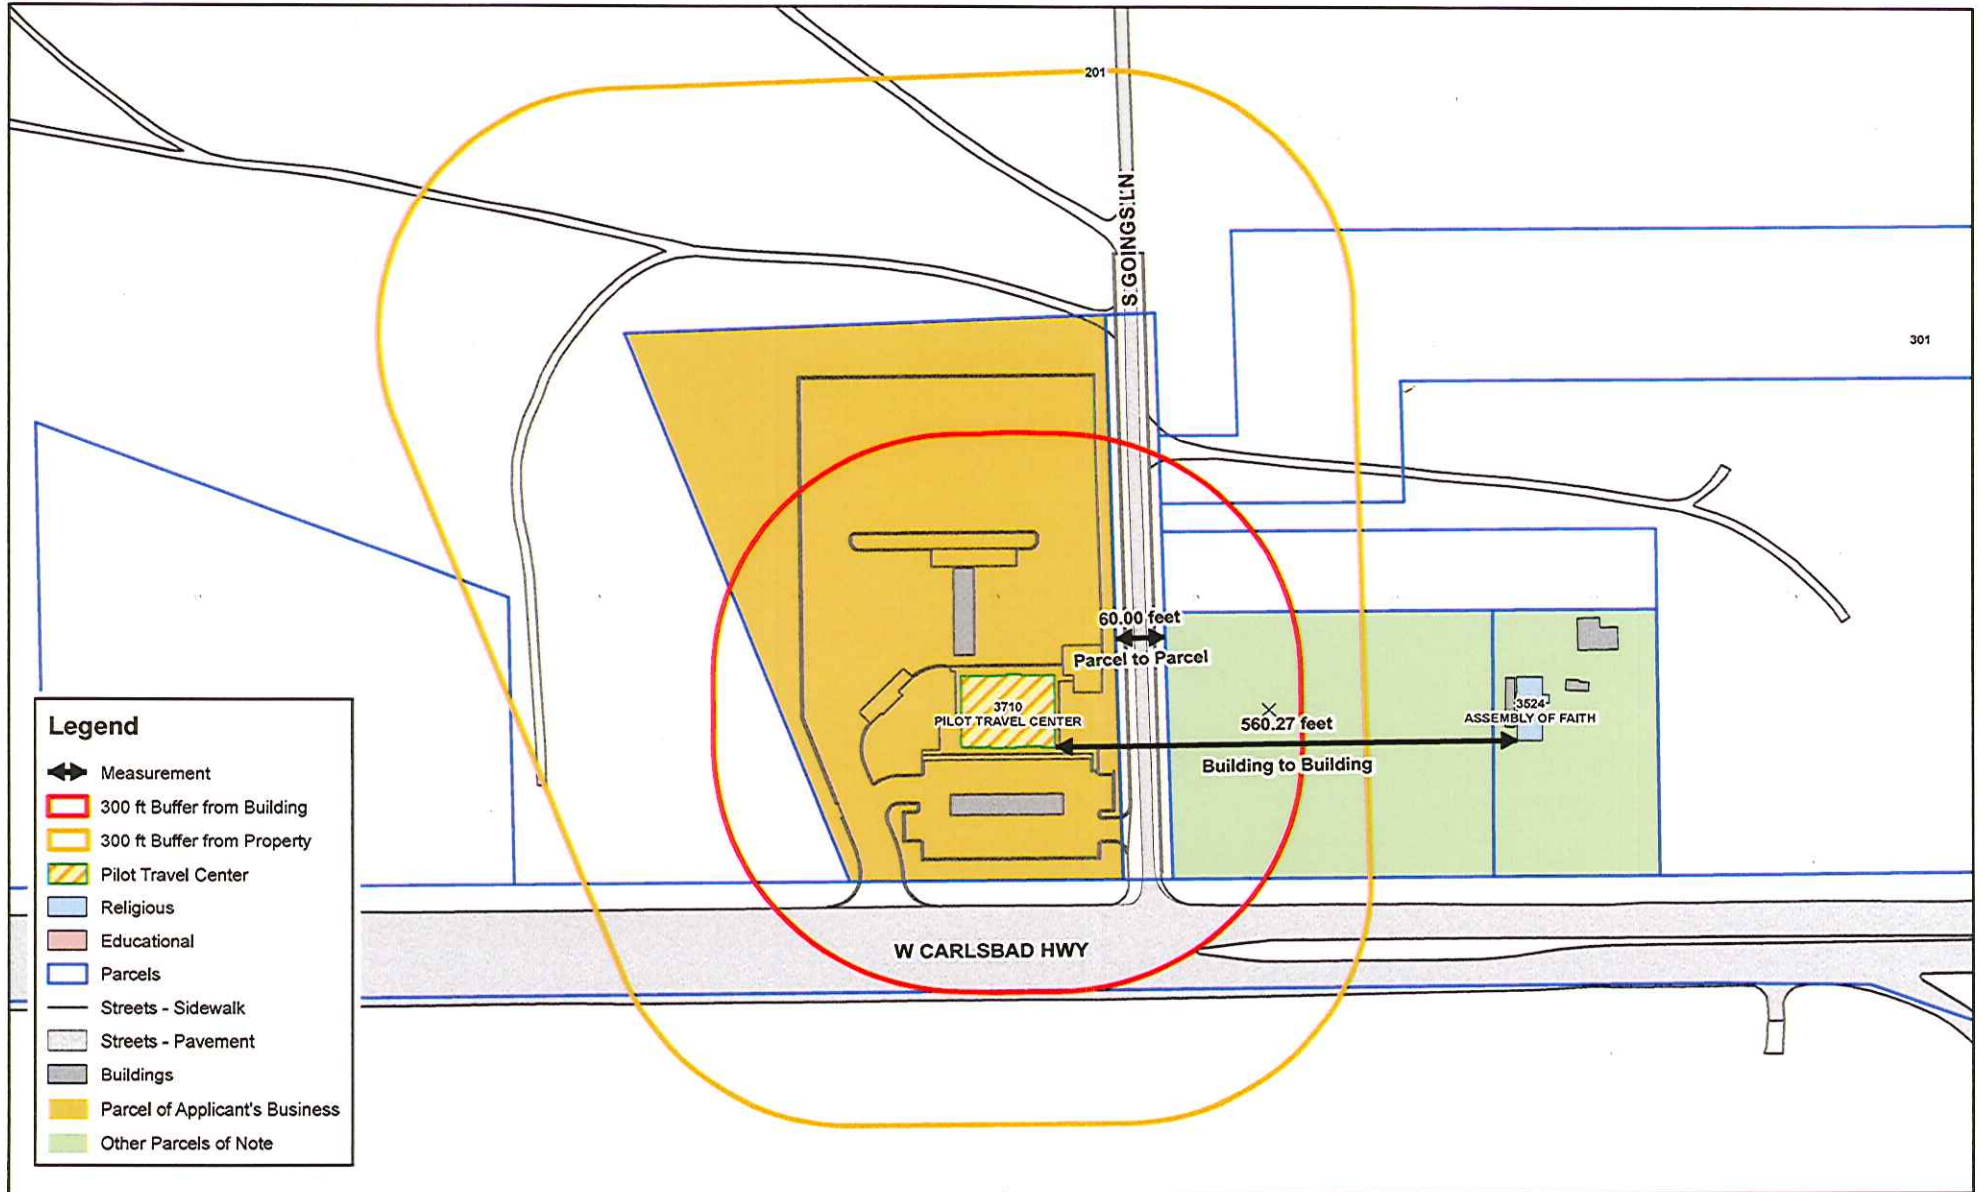 201
S GOINGS LN
301
60.00 feet
Parcel to Parcel
3710
PILOT TRAVEL CENTER
3524
ASSEMBLY OF FAITH
560.27 feet
Building to Building
W CARLSBAD HWY
Legend
Measurement
300 ft Buffer from Building
300 ft Buffer from Property
Pilot Travel Center
Religious
Educational
Parcels
Streets - Sidewalk
Streets - Pavement
Buildings
Parcel of Applicant's Business
Other Parcels of Note